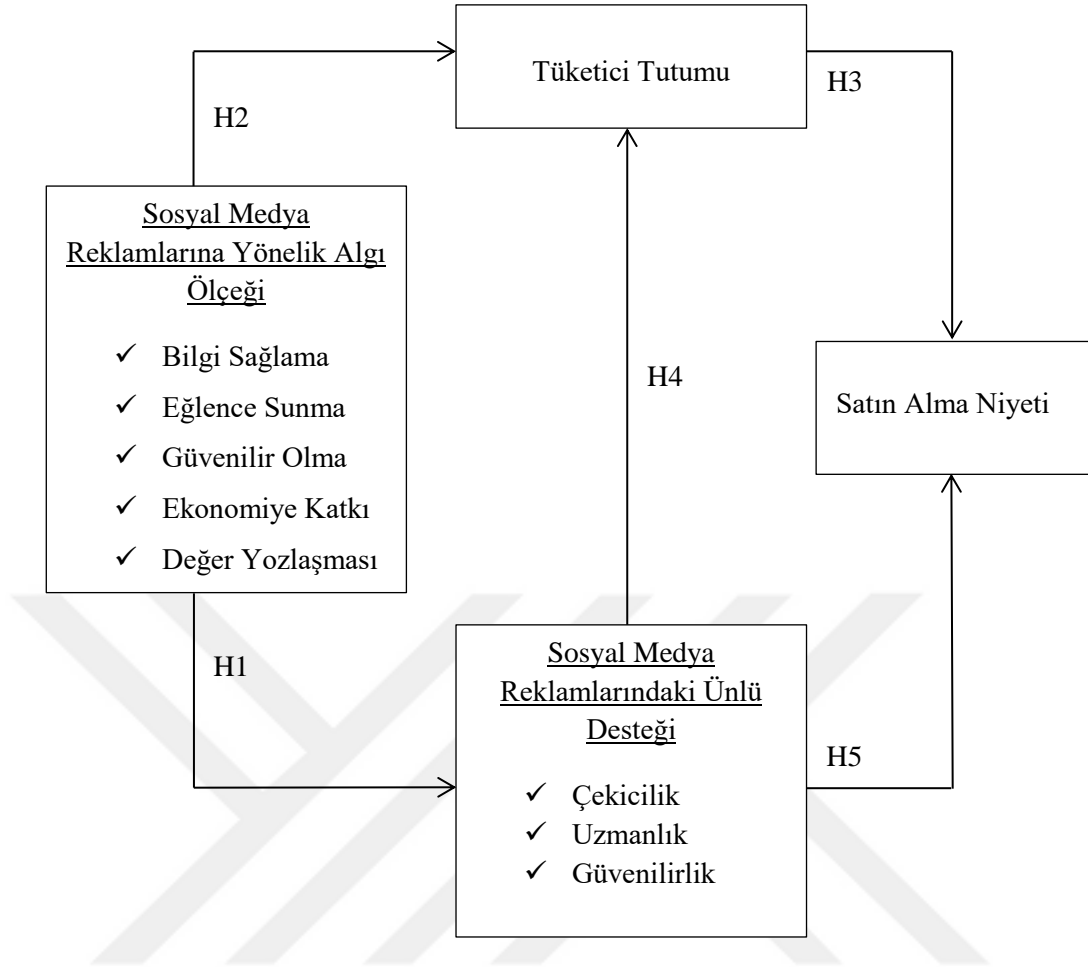 Tüketici Tutumu
H3
H2
Sosyal Medya
Reklamlarına Yönelik Algı
Ölçeği
✓ Bilgi Sağlama
✓ Eğlence Sunma
✓ Güvenilir Olma
✓ Ekonomiye Katkı
✓ Değer Yozlaşması
H4
Satın Alma Niyeti
H1
Sosyal Medya
Reklamlarındaki Ünlü
Desteği
✓ Çekicilik
✓ Uzmanlık
✓ Güvenilirlik
H5